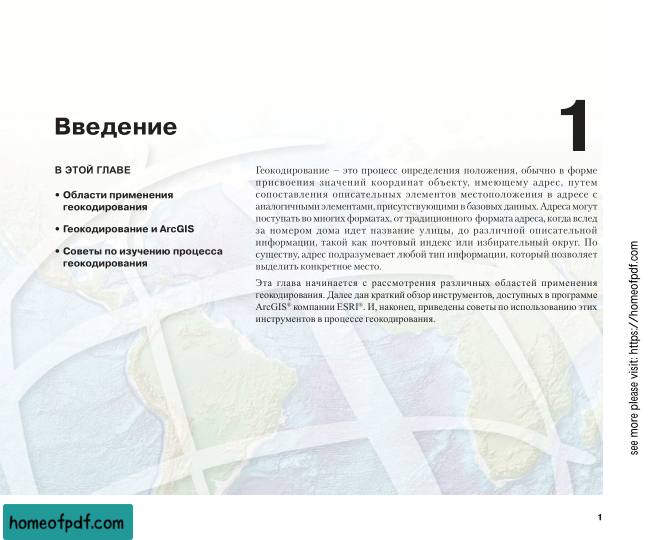 1
Введение
В ЭТОЙ ГЛАВЕ
• Области применения
геокодирования
• Геокодирование и ArcGIS
• Советы по изучению процесса
геокодирования
Геокодирование – это процесс определения положения, обычно в форме
присвоения значений координат объекту, имеющему адрес, путем
сопоставления описательных элементов местоположения в адресе с
аналогичными элементами, присутствующими в базовых данных. Адреса могут
поступать во многих форматах, от традиционного формата адреса, когда вслед
за номером дома идет название улицы, до различной описательной
информации, такой как почтовый индекс или избирательный округ. По
существу, адрес подразумевает любой тип информации, который позволяет
выделить конкретное место.
Эта глава начинается с рассмотрения различных областей применения
геокодирования. Далее дан краткий обзор инструментов, доступных в программе
ArcGIS® компании ESRI®. И, наконец, приведены советы по использованию этих
инструментов в процессе геокодирования.
1
see more please visit: https://homeofpdf.com
homeofpdf.com